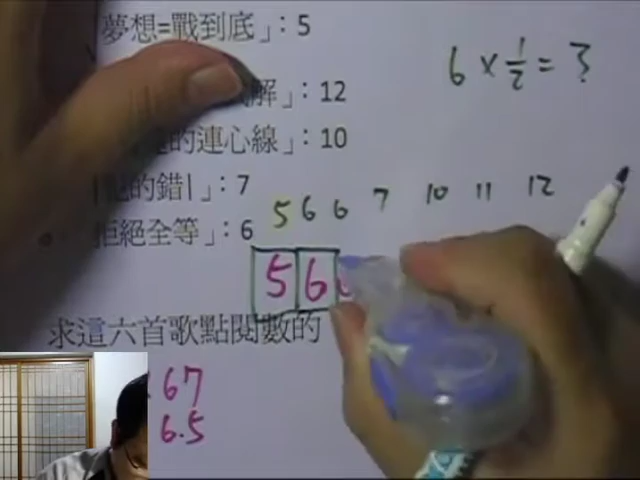 夢想=戰到底」：5
6 × 1/2 = 3
解」：12
的連心線」：10
的錯|」：7
5 6 6 7 10 11 12
拒絕全等」：6
5 6
求這六首歌點閱數的
67
6.5